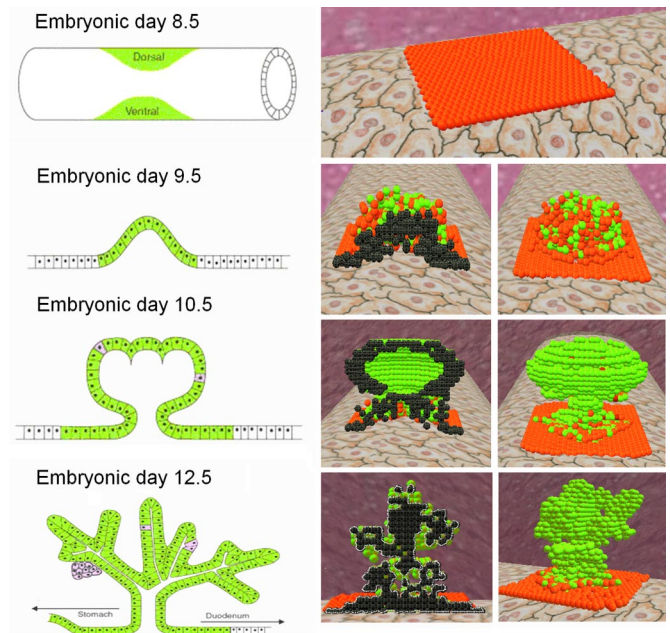 Embryonic day 8.5
Dorsal
Ventral
Embryonic day 9.5
Embryonic day 10.5
Embryonic day 12.5
Stomach
Duodenum